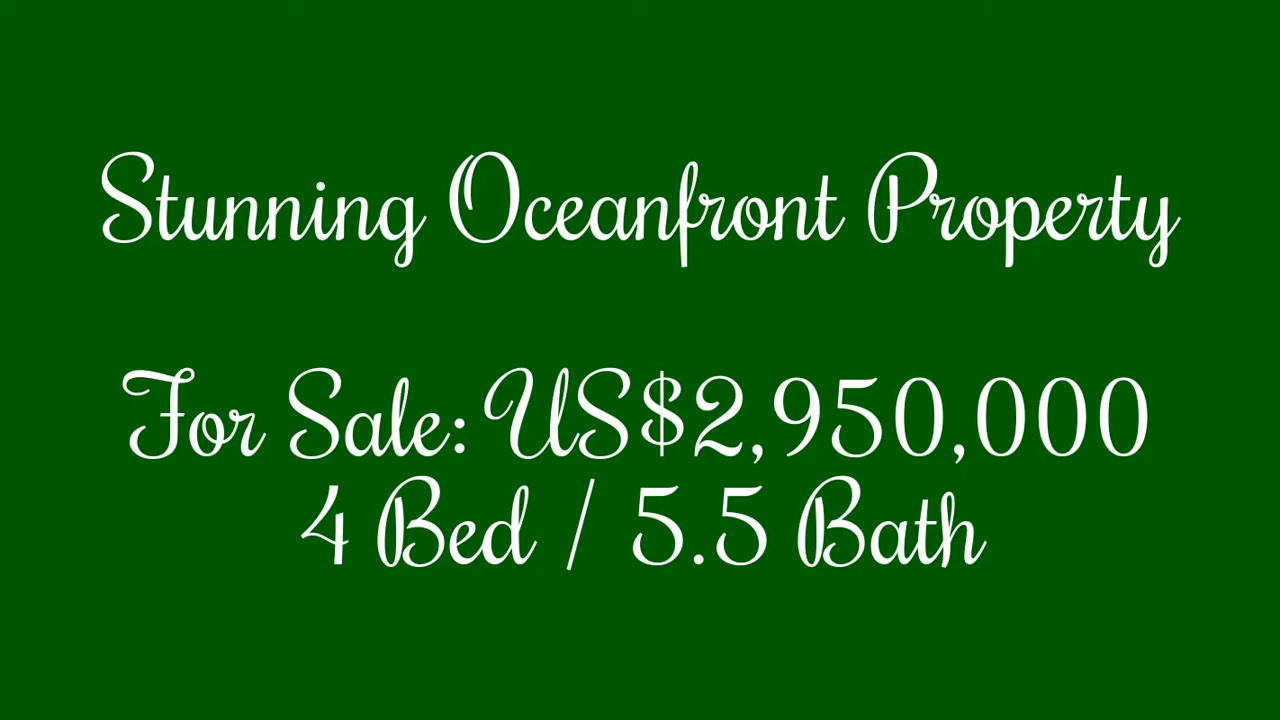 Stunning Oceanfront Property
For Sale: US$2,950,000
4 Bed / 5.5 Bath